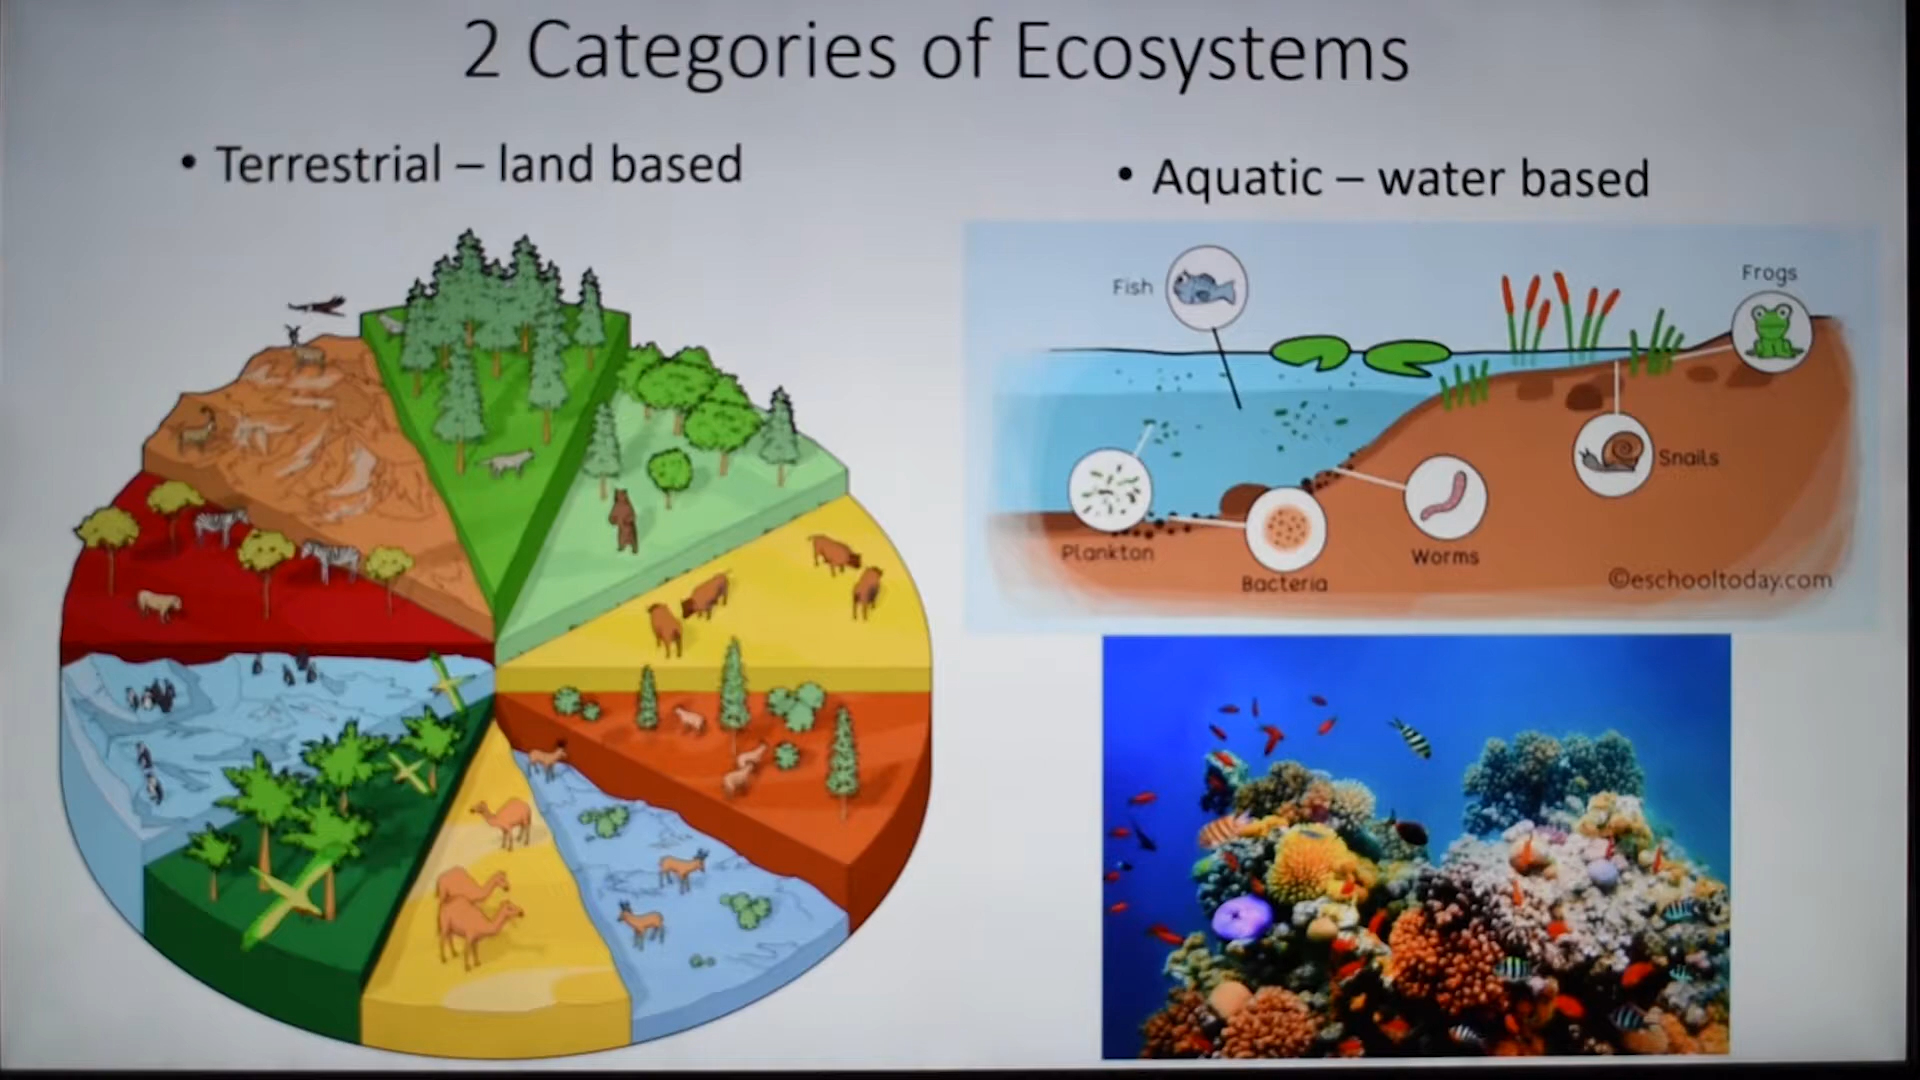 2 Categories of Ecosystems
• Terrestrial – land based
• Aquatic – water based
Fish
Frogs
Snails
Plankton
Worms
Bacteria
©eschooltoday.com